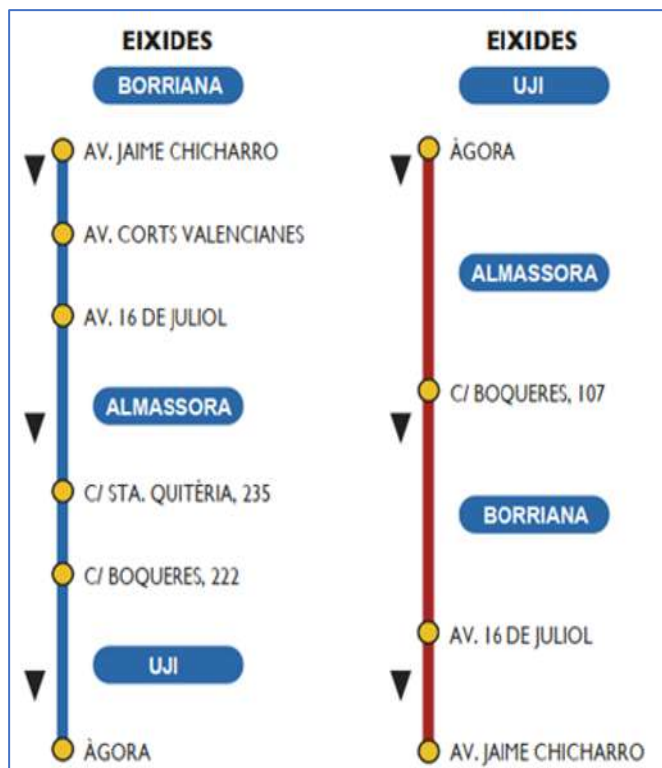 EIXIDES
BORRIANA
AV. JAIME CHICHARRO
AV. CORTS VALENCIANES
AV. 16 DE JULIOL
ALMASSORA
C/ STA. QUITÈRIA, 235
C/ BOQUERES, 222
UJI
ÀGORA
EIXIDES
UJI
ÀGORA
ALMASSORA
C/ BOQUERES, 107
BORRIANA
AV. 16 DE JULIOL
AV. JAIME CHICHARRO